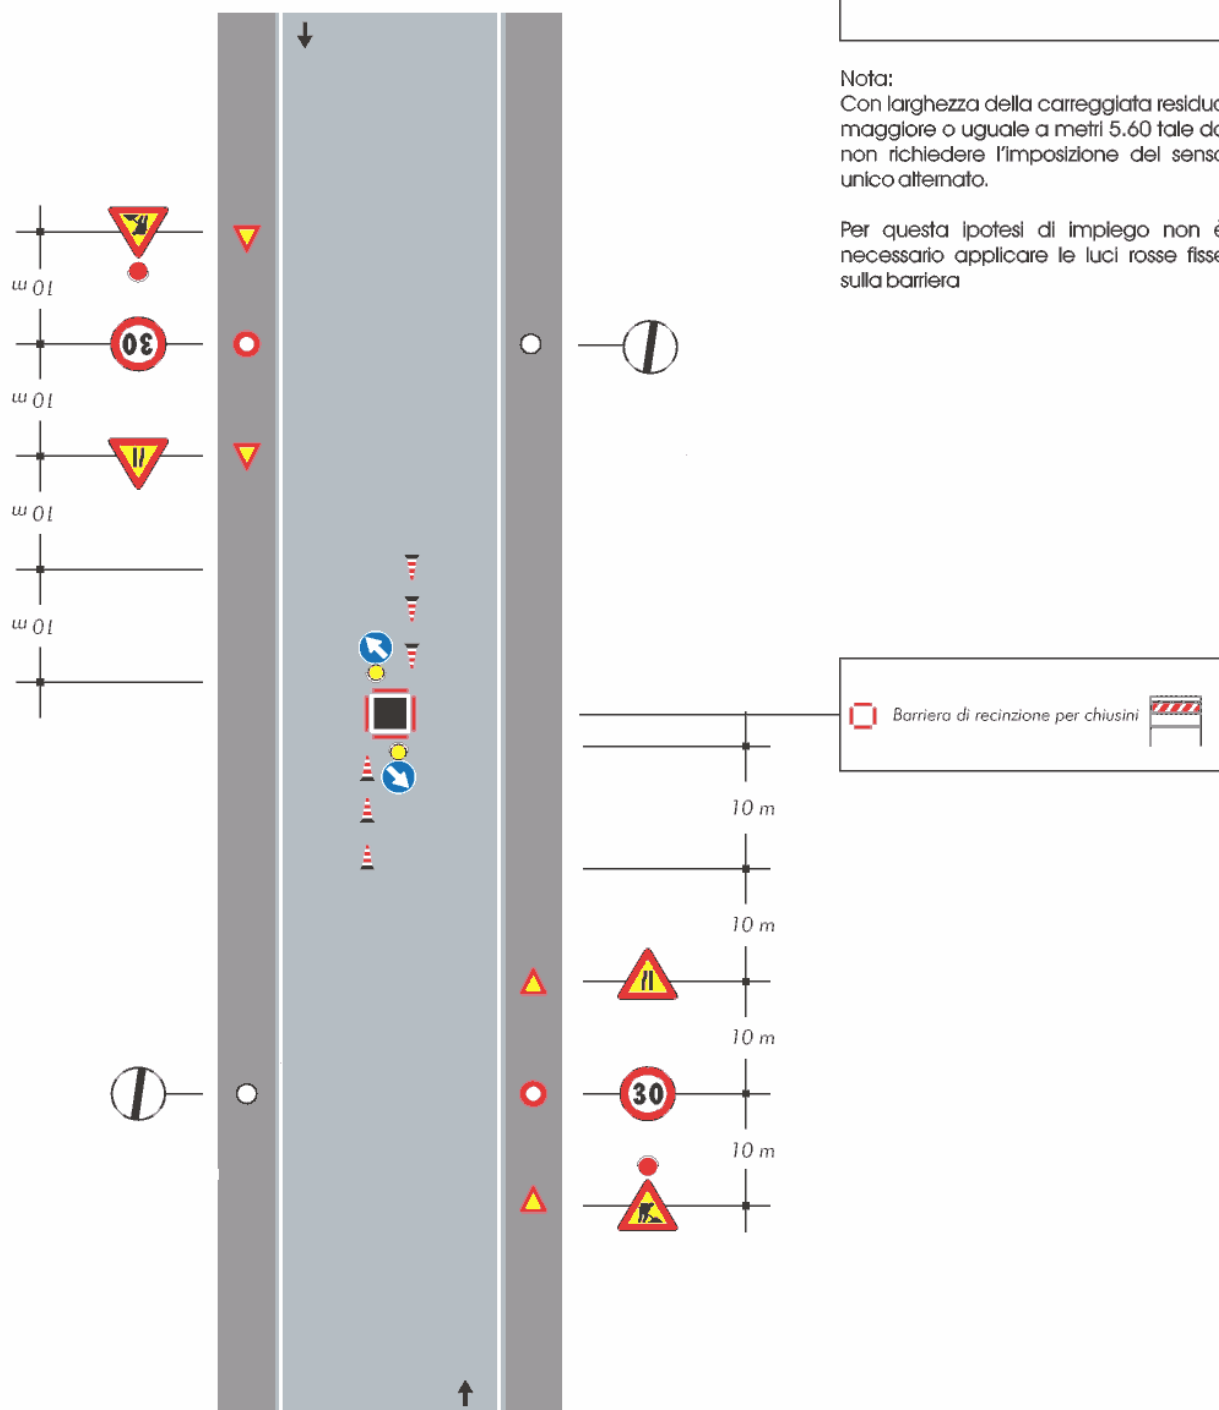 Nota:
Con larghezza della carreggiata residua
maggiore o uguale a metri 5.60 tale da
non richiedere l'imposizione del senso
unico alternato.
Per questa ipotesi di impiego non è
necessario applicare le luci rosse fisse
sulla barriera
10 m
30
10 m
10 m
10 m
Barriera di recinzione per chiusini
10 m
10 m
10 m
30
10 m